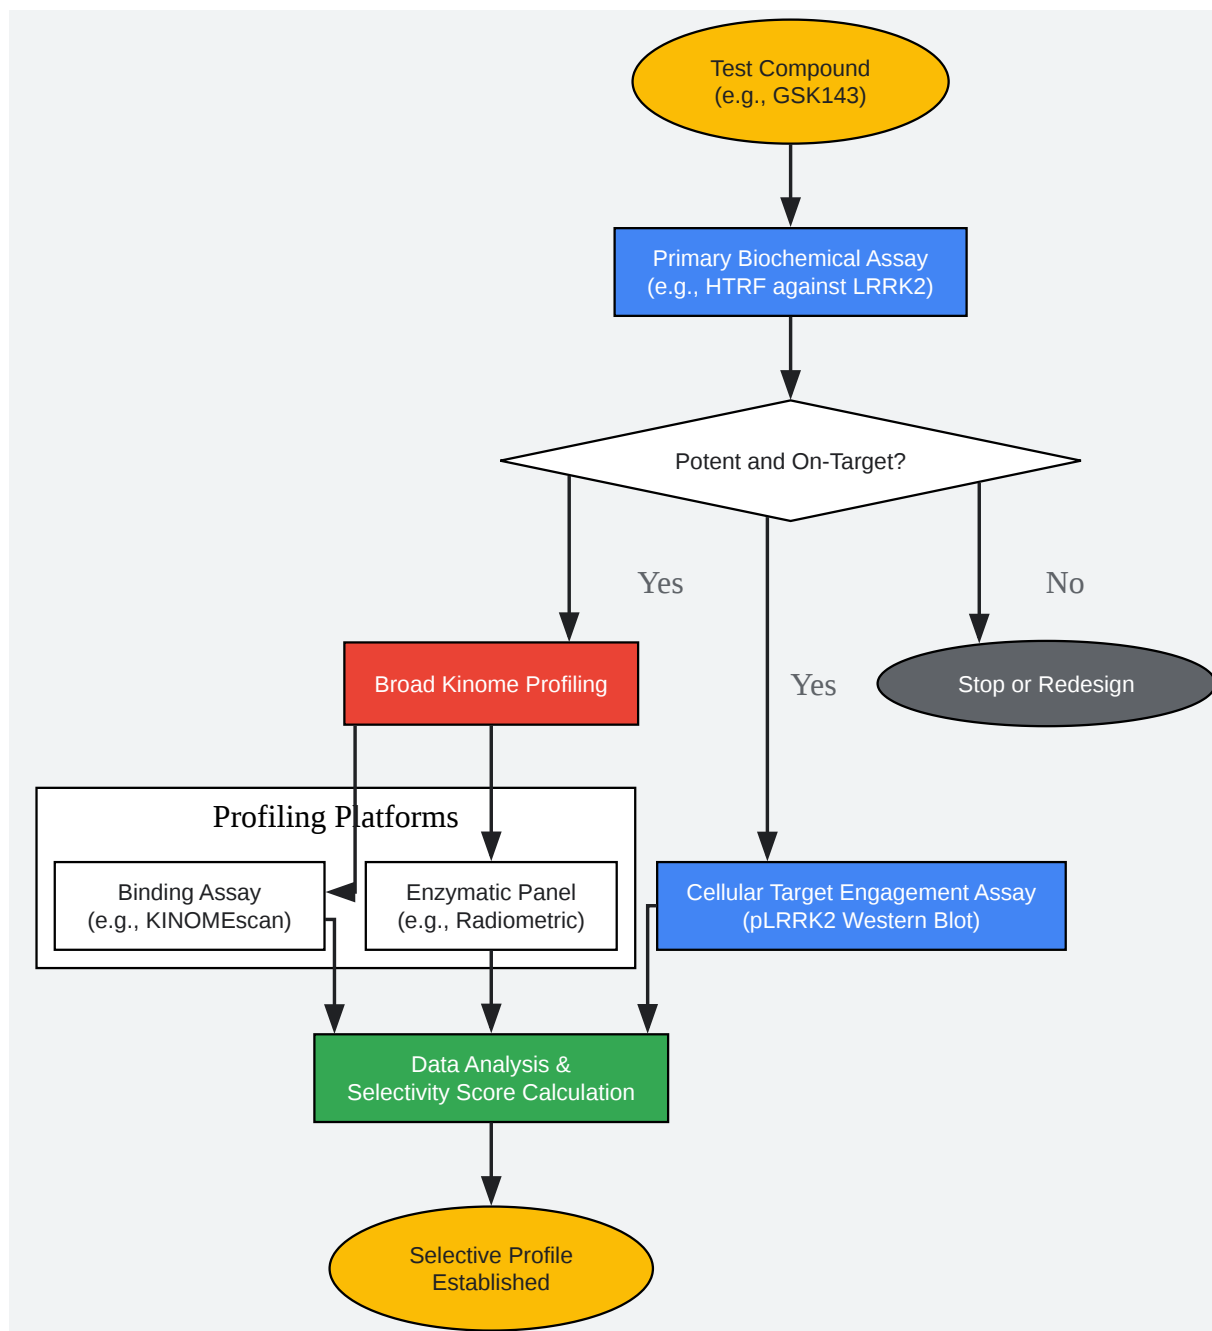 Test Compound
(e.g., GSK143)
Primary Biochemical Assay
(e.g., HTRF against LRRK2)
Potent and On-Target?
Yes
No
Yes
Broad Kinome Profiling
Stop or Redesign
Profiling Platforms
Binding Assay
(e.g., KINOMEscan)
Enzymatic Panel
(e.g., Radiometric)
Cellular Target Engagement Assay
(pLRRK2 Western Blot)
Data Analysis &
Selectivity Score Calculation
Selective Profile
Established